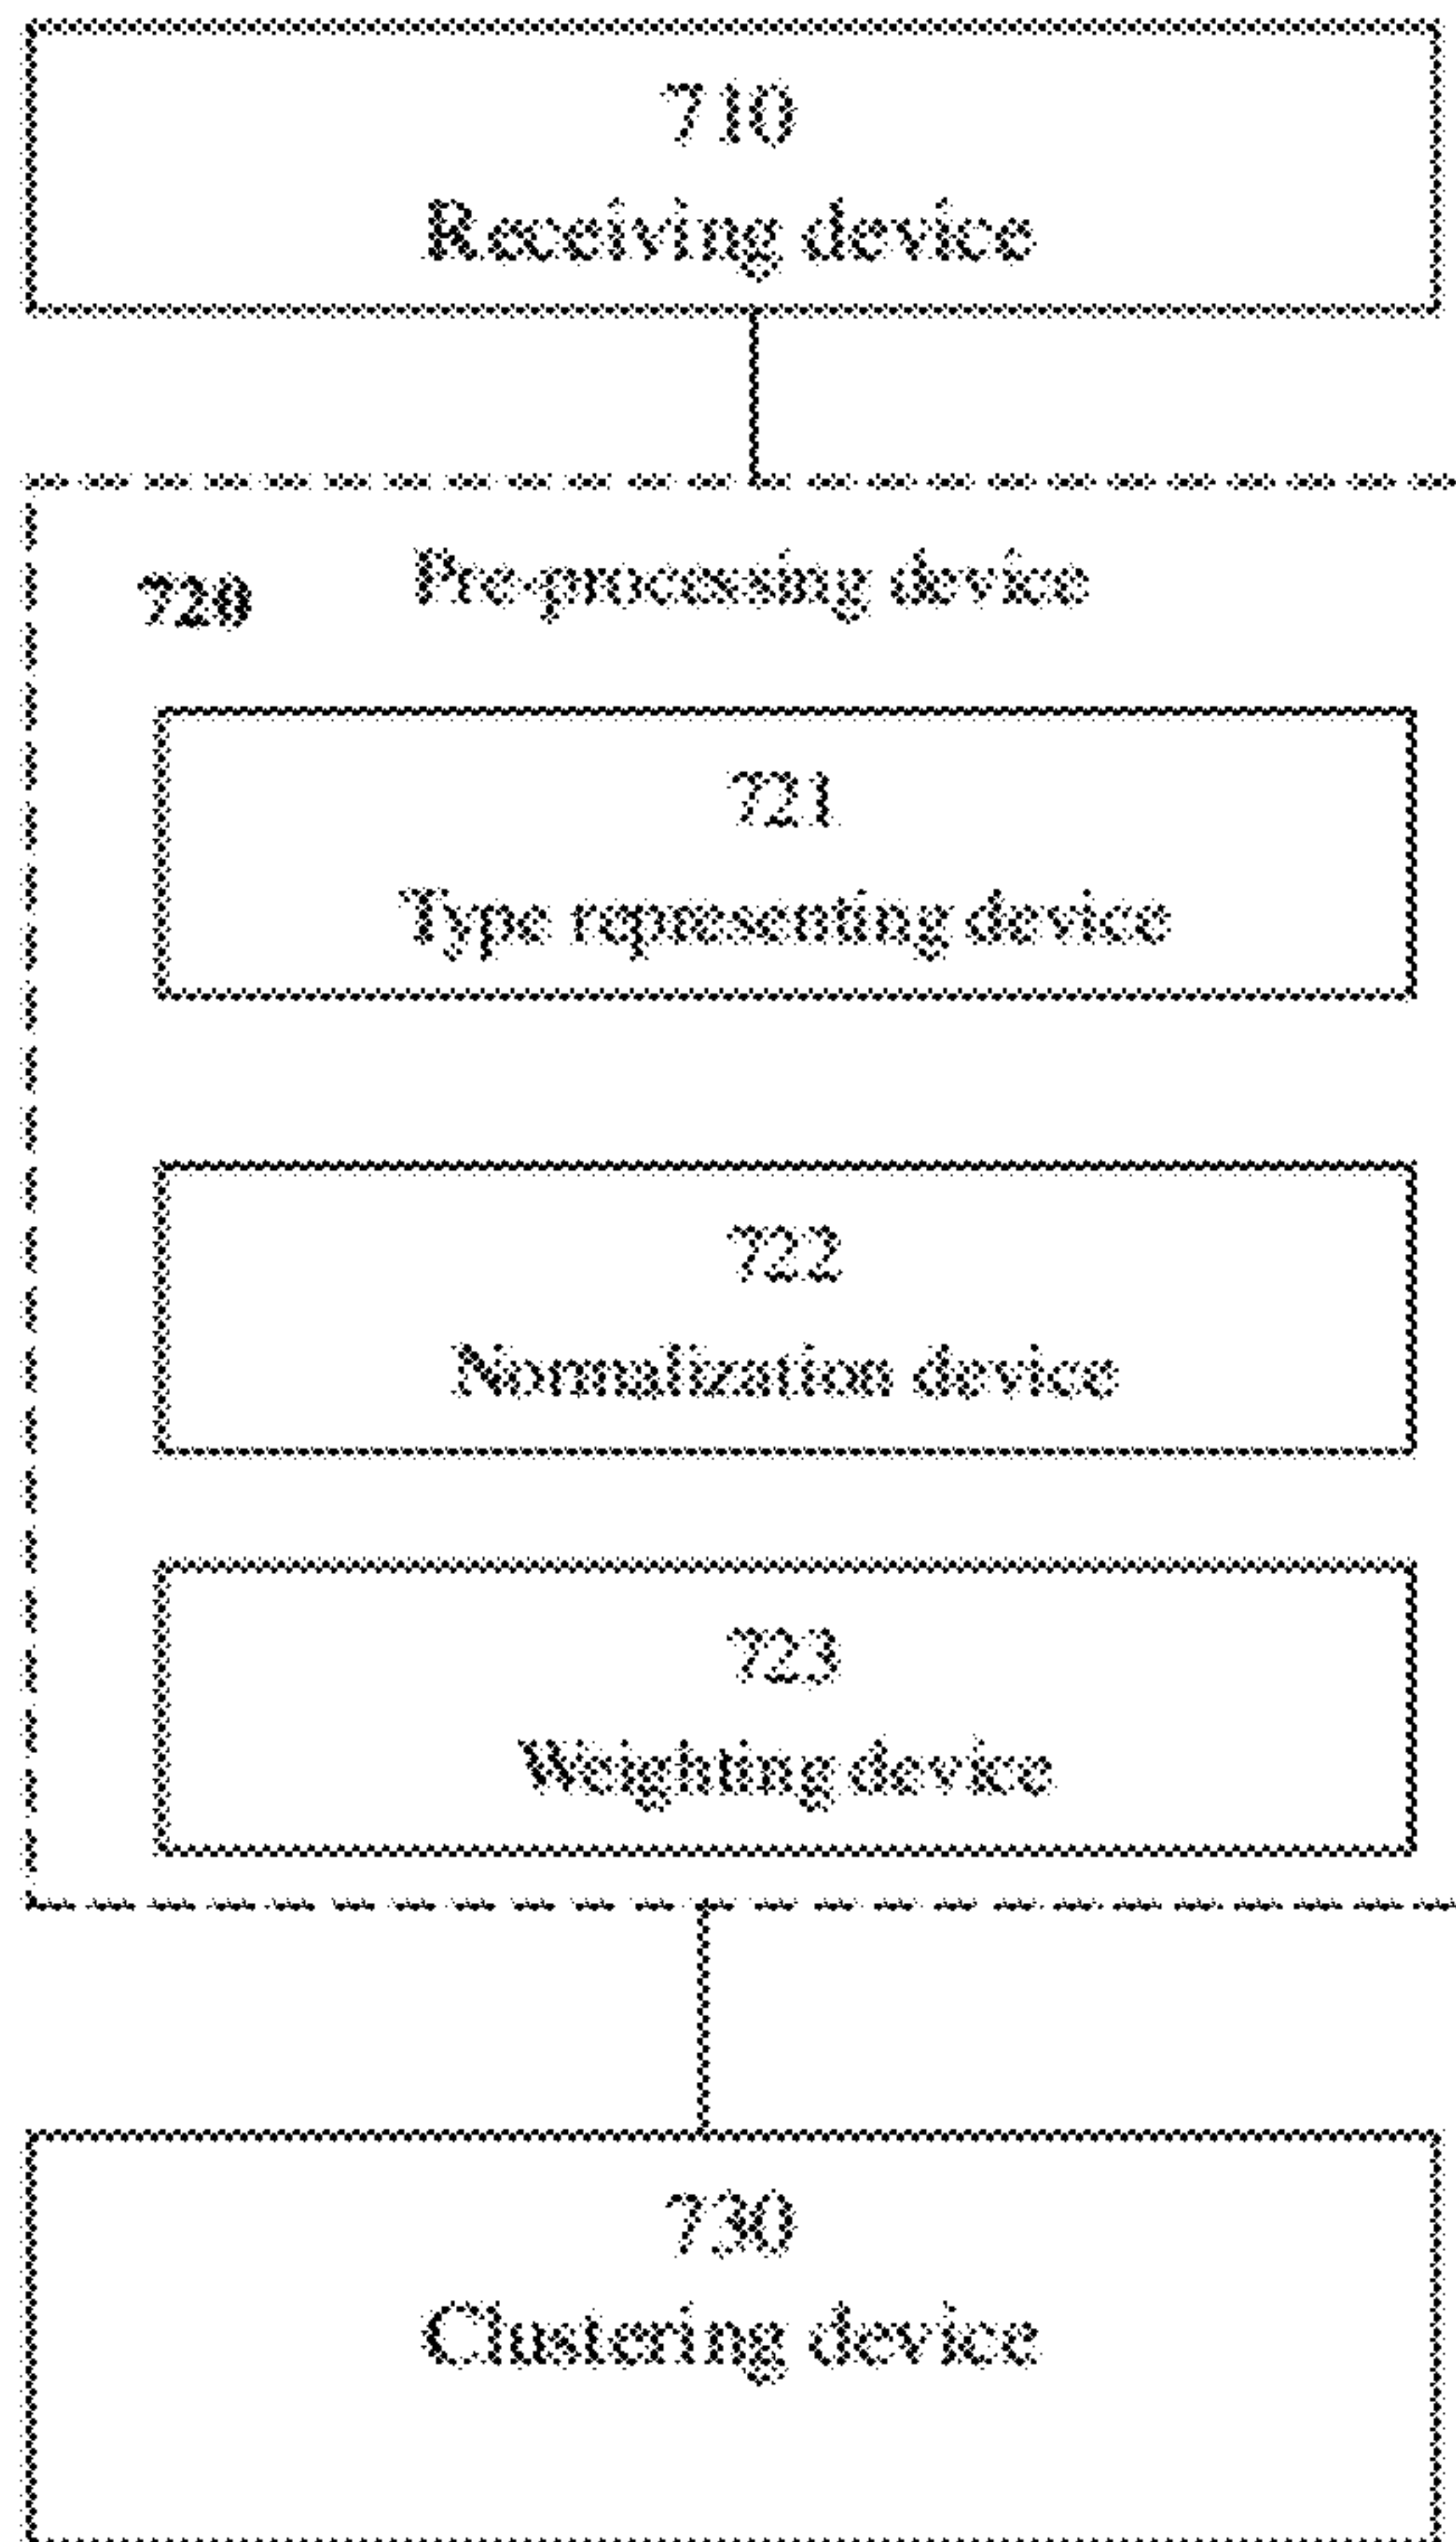 710
Receiving device
720
Pre-processing device
721
Type representing device
722
Normalization device
723
Weighting device
730
Clustering device